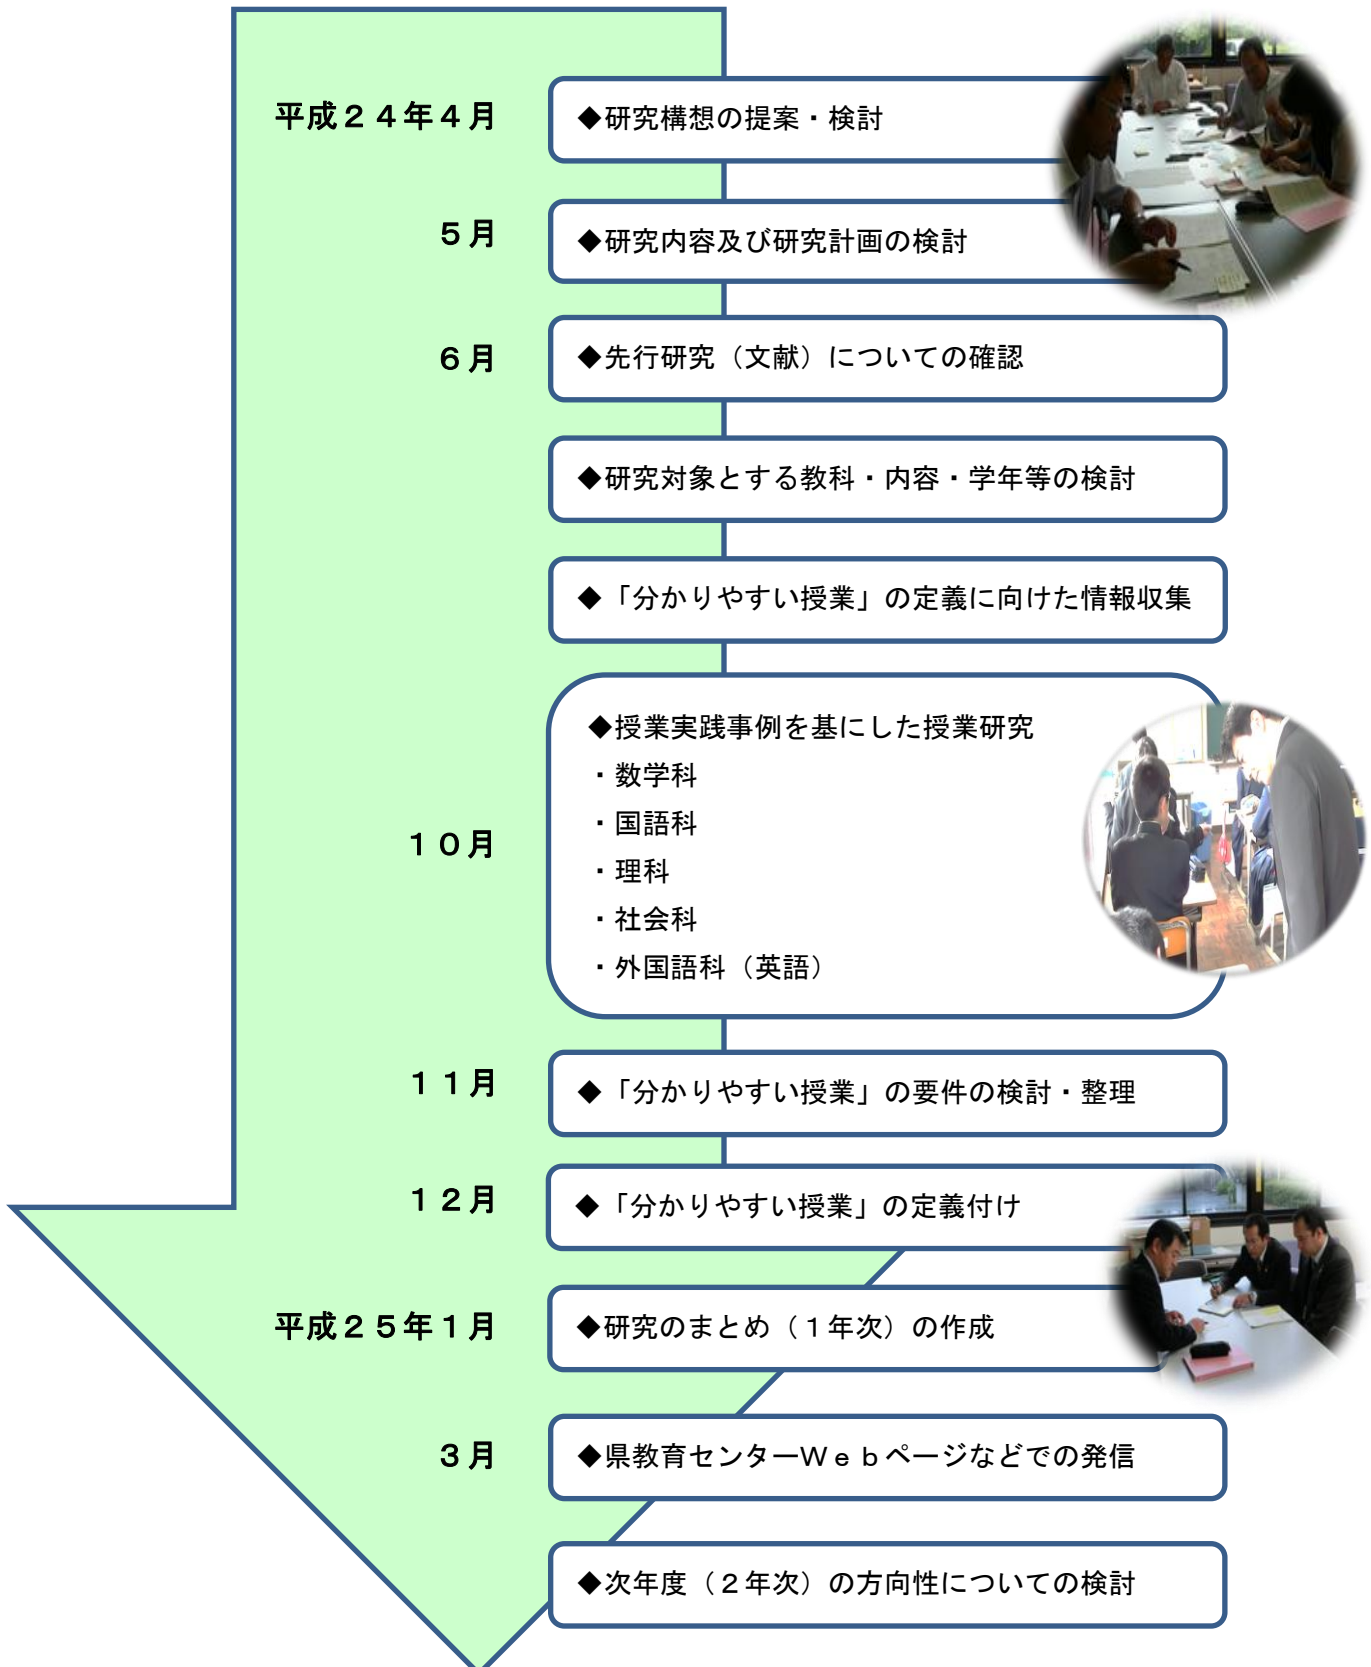 平成２４年４月
◆研究構想の提案・検討
５月
◆研究内容及び研究計画の検討
６月
◆先行研究（文献）についての確認
◆研究対象とする教科・内容・学年等の検討
◆「分かりやすい授業」の定義に向けた情報収集
１０月
◆授業実践事例を基にした授業研究
・数学科
・国語科
・理科
・社会科
・外国語科（英語）
１１月
◆「分かりやすい授業」の要件の検討・整理
１２月
◆「分かりやすい授業」の定義付け
平成２５年１月
◆研究のまとめ（１年次）の作成
３月
◆県教育センターＷｅｂページなどでの発信
◆次年度（２年次）の方向性についての検討